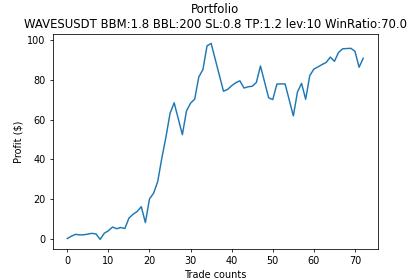 Portfolio
WAVESUSDT BBM:1.8 BBL:200 SL:0.8 TP:1.2 lev:10 WinRatio:70.0
100
80
60
40
20
0
Profit ($)
0 10 20 30 40 50 60 70
Trade counts